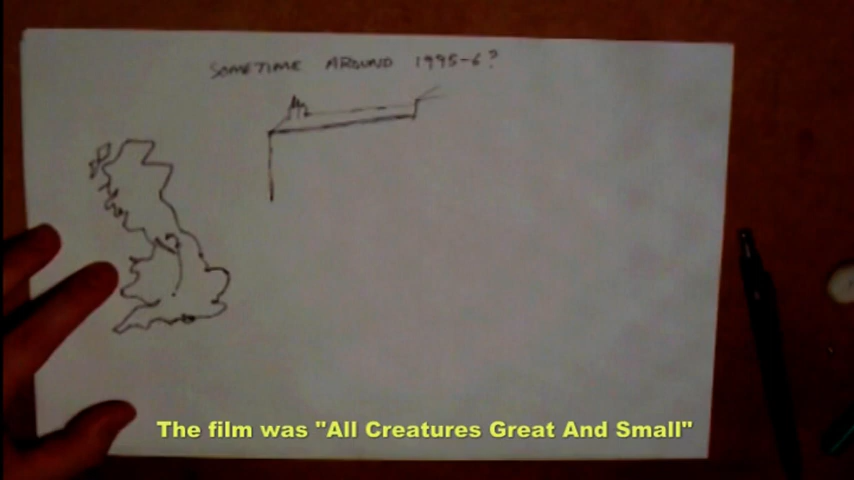 SOMETIME AROUND 1995-6?
The film was "All Creatures Great And Small"